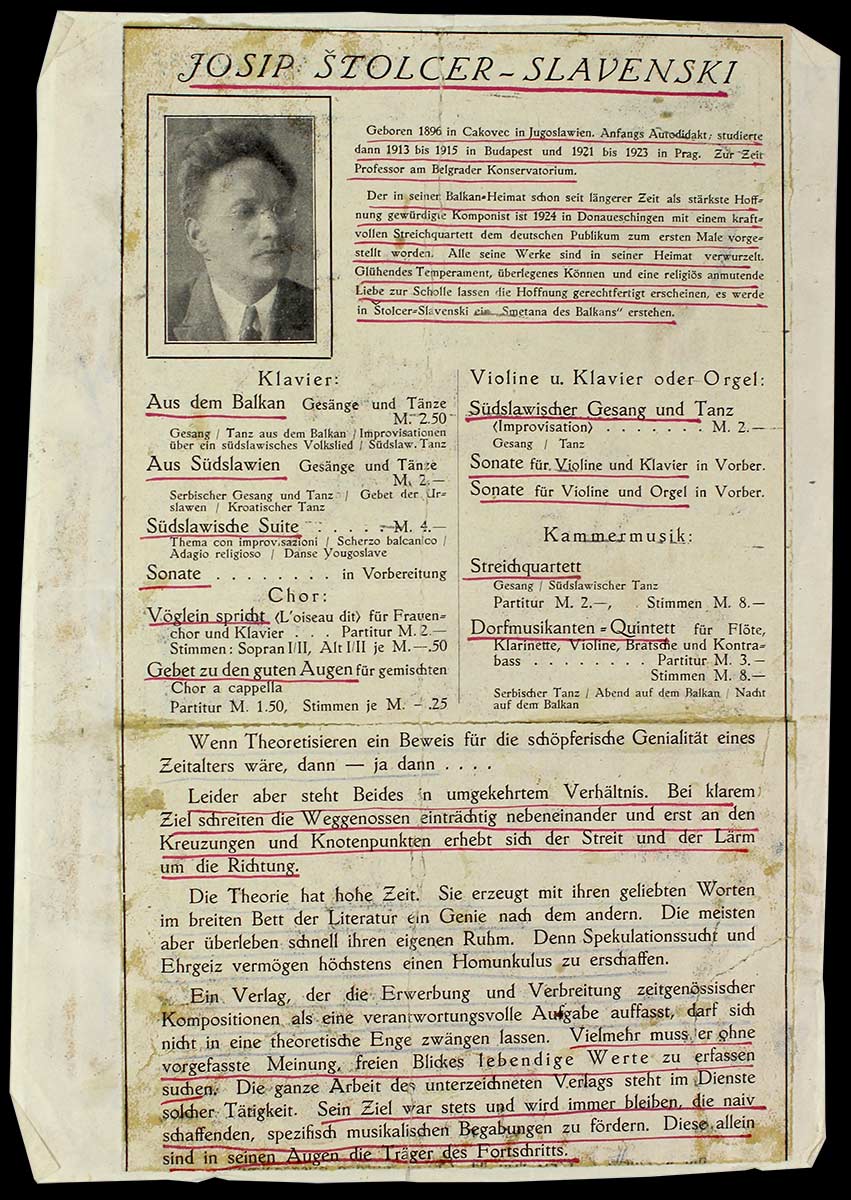 JOSIP ŠTOLCER-SLAVENSKI
Geboren 1896 in Cakovec in Jugoslawien. Anfangs Autodidakt; studierte
dann 1913 bis 1915 in Budapest und 1921 bis 1923 in Prag. Zur Zeit
Professor am Belgrader Konservatorium.
Der in seiner Balkan-Heimat schon seit längerer Zeit als stärkste Hoff-
nung gewürdigte Komponist ist 1924 in Donaueschingen mit einem kraft-
vollen Streichquartett dem deutschen Publikum zum ersten Male vorge-
stellt worden. Alle seine Werke sind in seiner Heimat verwurzelt.
Glühendes Temperament, überlegenes Können und eine religiös anmutende
Liebe zur Scholle lassen die Hoffnung gerechtfertigt erscheinen, es werde
in Štolcer-Slavenski ein „Smetana des Balkans" erstehen.
Klavier:
Aus dem Balkan Gesänge und Tänze
M. 2.50
Gesang / Tanz aus dem Balkan / Improvisationen
über ein südslawisches Volkslied / Südslaw. Tanz
Aus Südslawien Gesänge und Tänze
M. 2.—
Serbischer Gesang und Tanz / Gebet der Ur-
slawen / Kroatischer Tanz
Südslawische Suite . . . . . M. 4.—
Thema con improvisazioni / Scherzo balcanico /
Adagio religioso / Danse Yougoslave
Sonate . . . . . . . . in Vorbereitung
Chor:
Vöglein spricht (L'oiseau dit) für Frauen-
chor und Klavier . . . Partitur M. 2.—
Stimmen: Sopran I/II, Alt I/II je M. —.50
Gebet zu den guten Augen für gemischten
Chor a cappella
Partitur M. 1.50, Stimmen je M. —.25
Violine u. Klavier oder Orgel:
Südslawischer Gesang und Tanz
(Improvisation) . . . . . . . M. 2.—
Gesang / Tanz
Sonate für Violine und Klavier in Vorber.
Sonate für Violine und Orgel in Vorber.
Kammermusik:
Streichquartett
Gesang / Südslawischer Tanz
Partitur M. 2.—, Stimmen M. 8.—
Dorfmusikanten-Quintett für Flöte,
Klarinette, Violine, Bratsche und Kontra-
bass . . . . . . . . Partitur M. 3.—
Stimmen M. 8.—
Serbischer Tanz / Abend auf dem Balkan / Nacht
auf dem Balkan
Wenn Theoretisieren ein Beweis für die schöpferische Genialität eines
Zeitalters wäre, dann — ja dann . . . .
Leider aber steht Beides in umgekehrtem Verhältnis. Bei klarem
Ziel schreiten die Weggenossen einträchtig nebeneinander und erst an den
Kreuzungen und Knotenpunkten erhebt sich der Streit und der Lärm
um die Richtung.
Die Theorie hat hohe Zeit. Sie erzeugt mit ihren geliebten Worten
im breiten Bett der Literatur ein Genie nach dem andern. Die meisten
aber überleben schnell ihren eigenen Ruhm. Denn Spekulationssucht und
Ehrgeiz vermögen höchstens einen Homunkulus zu erschaffen.
Ein Verlag, der die Erwerbung und Verbreitung zeitgenössischer
Kompositionen als eine verantwortungsvolle Aufgabe auffasst, darf sich
nicht in eine theoretische Enge zwängen lassen. Vielmehr muss er ohne
vorgefasste Meinung, freien Blickes lebendige Werte zu erfassen
suchen. Die ganze Arbeit des unterzeichneten Verlags steht im Dienste
solcher Tätigkeit. Sein Ziel war stets und wird immer bleiben, die naiv
schaffenden, spezifisch musikalischen Begabungen zu fördern. Diese allein
sind in seinen Augen die Träger des Fortschritts.